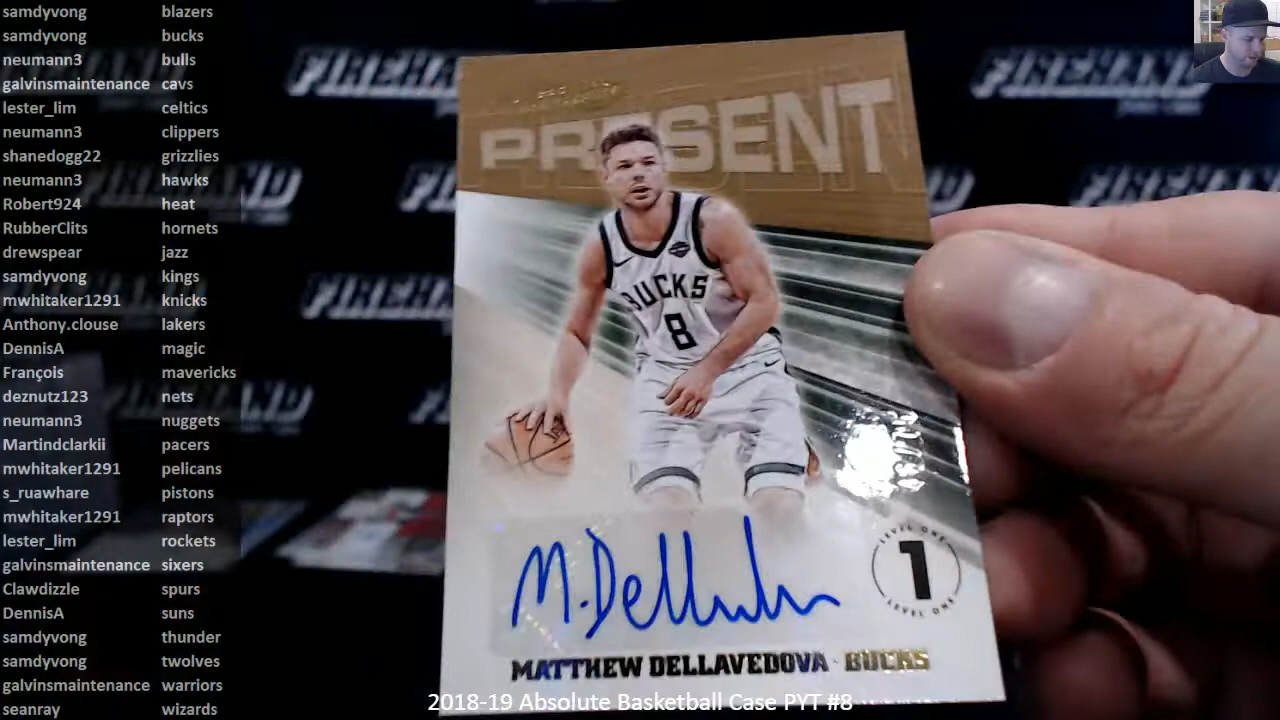 samdyvong blazers
samdyvong bucks
neumann3 bulls
galvinsmaintenance cavs
lester_lim celtics
neumann3 clippers
shanedogg22 grizzlies
neumann3 hawks
Robert924 heat
RubberClits hornets
drewspear jazz
samdyvong kings
mwhitaker1291 knicks
Anthony.clouse lakers
DennisA magic
François mavericks
deznutz123 nets
neumann3 nuggets
Martindclarkii pacers
mwhitaker1291 pelicans
s_ruawhare pistons
mwhitaker1291 raptors
lester_lim rockets
galvinsmaintenance sixers
Clawdizzle spurs
DennisA suns
samdyvong thunder
samdyvong twolves
galvinsmaintenance warriors
seanray wizards
FIREHAND
PRESENT
BUCKS
8
M. Dell
LEVEL ONE
1
LEVEL ONE
MATTHEW DELLAVEDOVA · BUCKS
2018-19 Absolute Basketball Case PYT #8